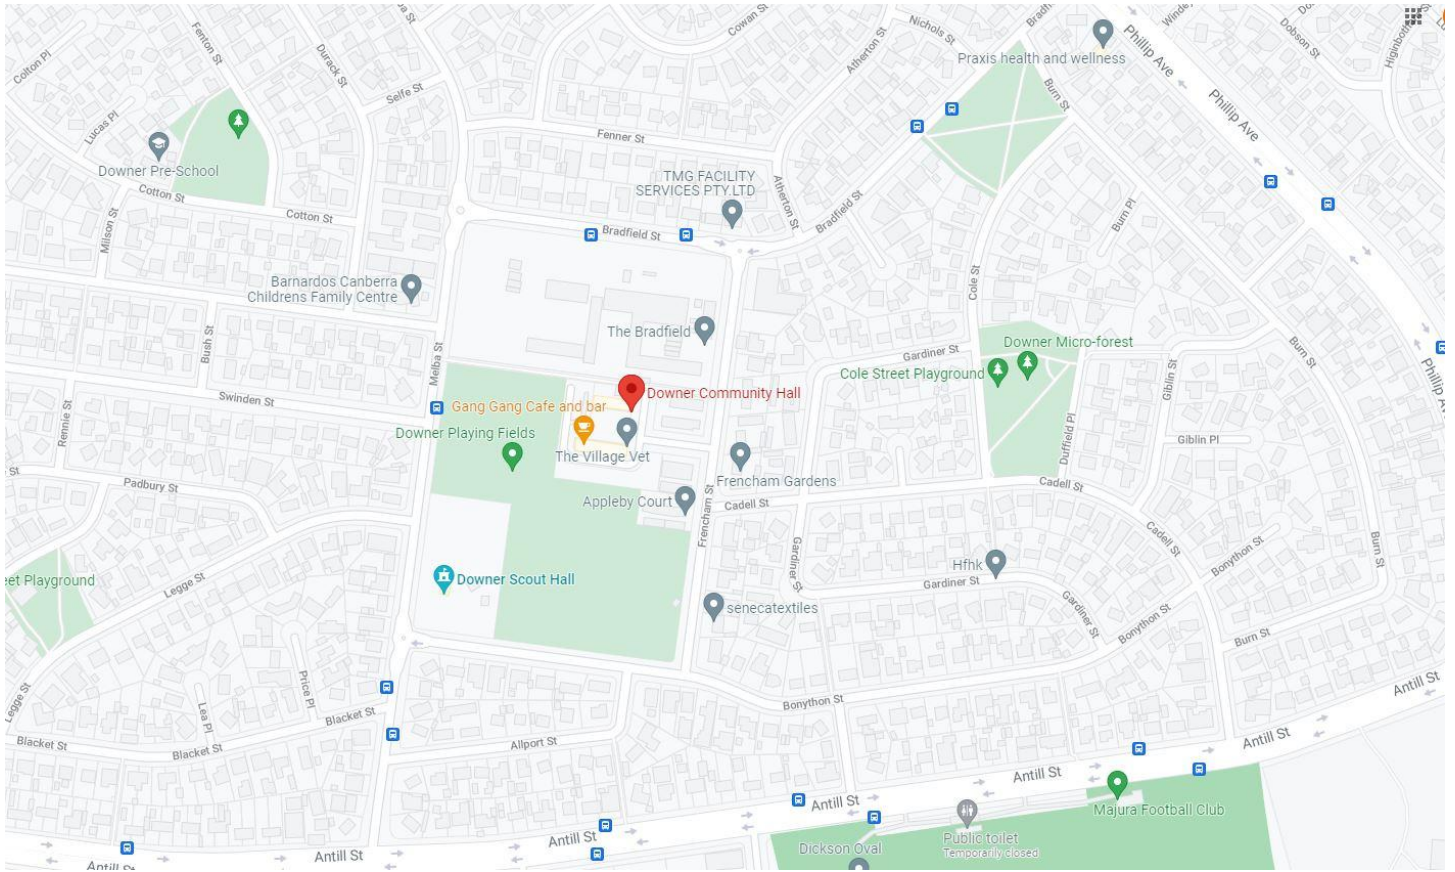 Cowan St
Nichols St
Atherton St
Praxis health and wellness
Phillip Ave
Dobson St
Fenton St
Durack St
Colton Pl
Selfe St
Lucas Pl
Burn St
Phillip Ave
Fenner St
Downer Pre-School
TMG FACILITY
SERVICES PTY LTD
Cotton St
Cotton St
Atherton St
Bradfield St
Burn Pl
Milson St
Bradfield St
Barnardos Canberra
Childrens Family Centre
Cole St
The Bradfield
Bush St
Melba St
Gardiner St
Downer Micro-forest
Burn St
Cole Street Playground
Giblin St
Phillip Ave
Downer Community Hall
Swinden St
Gang Gang Cafe and bar
Rennie St
Downer Playing Fields
Duffield Pl
Giblin Pl
The Village Vet
St
Padbury St
Frencham Gardens
Cadell St
Appleby Court
Cadell St
Frencham St
Cadell St
Burn St
Bonython St
Gardiner St
Hfhk
eet Playground
Legge St
Downer Scout Hall
Gardiner St
Gardiner St
senecatextiles
Bonython St
Burn St
Price Pl
Legge St
Lea Pl
Bonython St
Antill St
Blacket St
Blacket St
Blacket St
Allport St
Antill St
Antill St
Antill St
Majura Football Club
Antill St
Public toilet
Temporarily closed
Dickson Oval
Antill St
Antill St